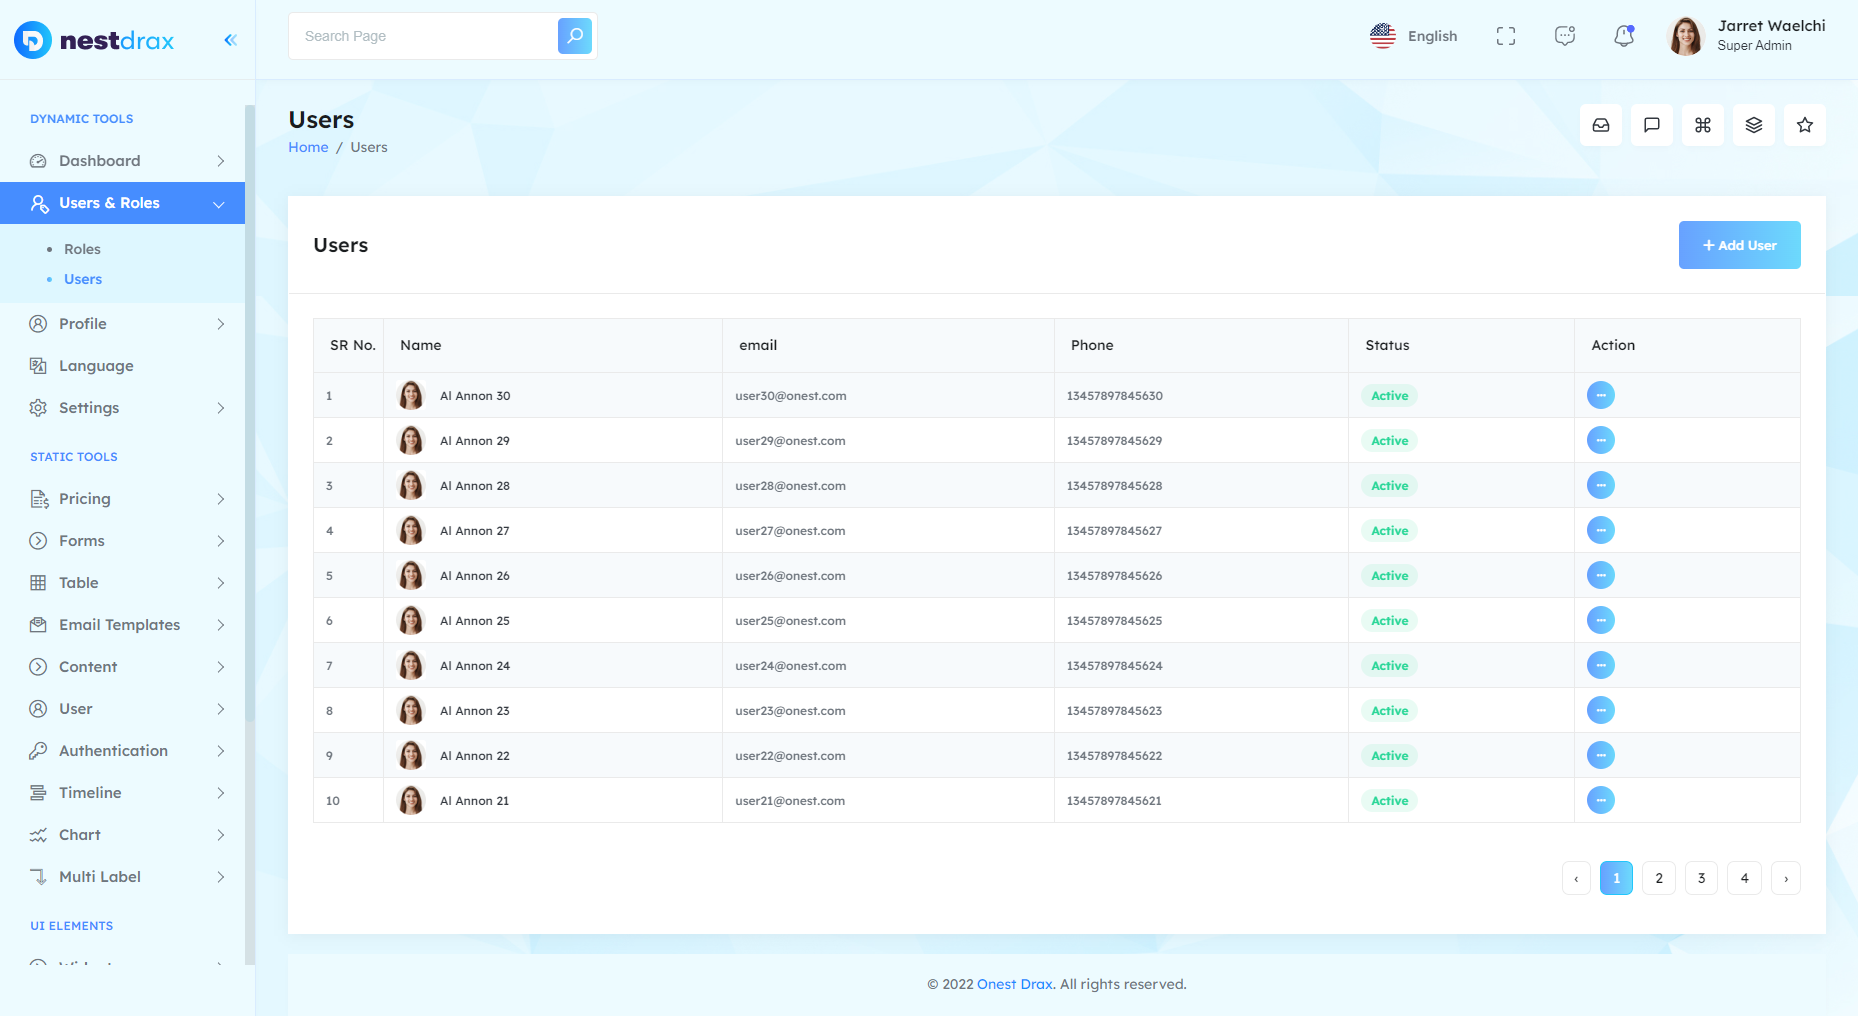 nestdrax
Search Page
English
Jarret Waelchi
Super Admin
DYNAMIC TOOLS
Dashboard
Users & Roles
Roles
Users
Profile
Language
Settings
STATIC TOOLS
Pricing
Forms
Table
Email Templates
Content
User
Authentication
Timeline
Chart
Multi Label
UI ELEMENTS
Users
Home / Users
Users
+ Add User
SR No. Name email Phone Status Action
1 Al Annon 30 user30@onest.com 13457897845630 Active
2 Al Annon 29 user29@onest.com 13457897845629 Active
3 Al Annon 28 user28@onest.com 13457897845628 Active
4 Al Annon 27 user27@onest.com 13457897845627 Active
5 Al Annon 26 user26@onest.com 13457897845626 Active
6 Al Annon 25 user25@onest.com 13457897845625 Active
7 Al Annon 24 user24@onest.com 13457897845624 Active
8 Al Annon 23 user23@onest.com 13457897845623 Active
9 Al Annon 22 user22@onest.com 13457897845622 Active
10 Al Annon 21 user21@onest.com 13457897845621 Active
‹ 1 2 3 4 ›
© 2022 Onest Drax. All rights reserved.